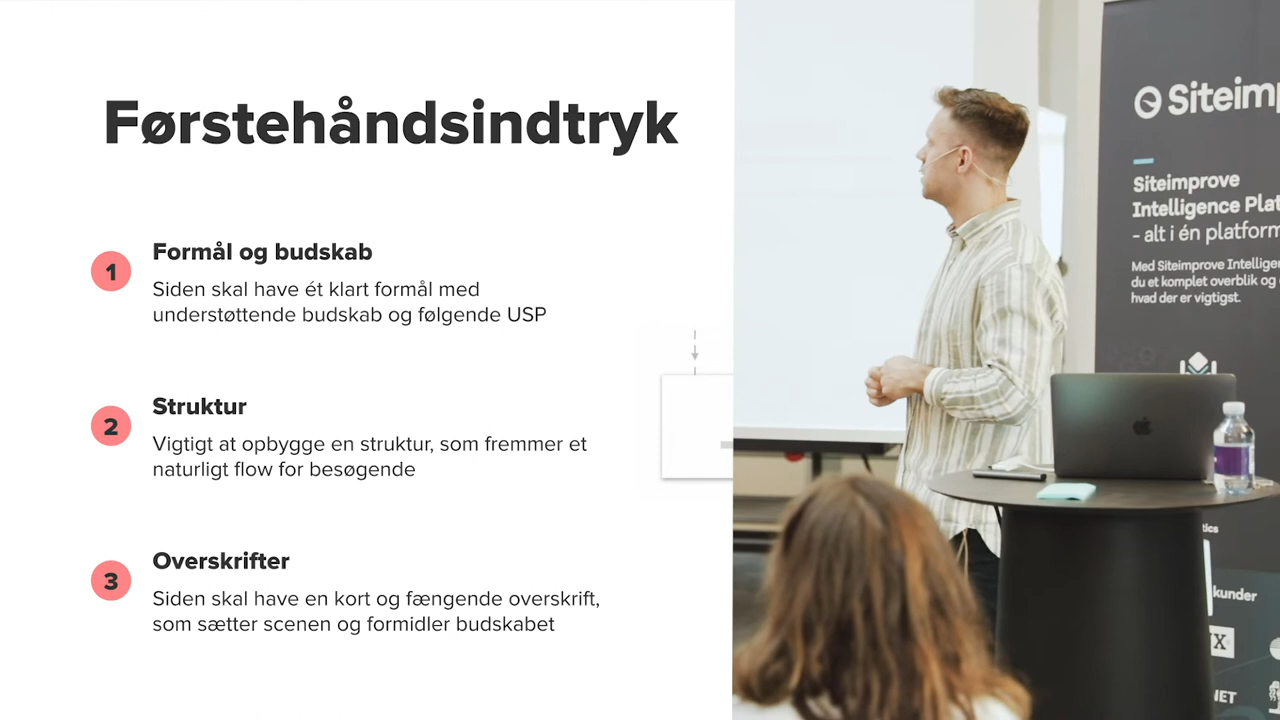 Førstehåndsindtryk
1
Formål og budskab
Siden skal have ét klart formål med
understøttende budskab og følgende USP
2
Struktur
Vigtigt at opbygge en struktur, som fremmer et
naturligt flow for besøgende
3
Overskrifter
Siden skal have en kort og fængende overskrift,
som sætter scenen og formidler budskabet
Siteimp
Siteimprove
Intelligence Plat
- alt i én platform
Med Siteimprove Intelligen
du et komplet overblik og
hvad der er vigtigst.
tics
kunder
X
NET